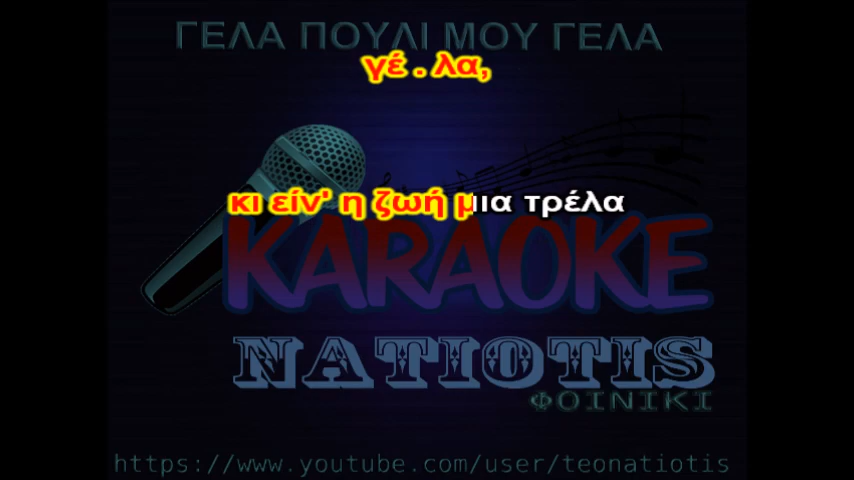 ΓΕΛΑ ΠΟΥΛΙ ΜΟΥ ΓΕΛΑ
γέ . λα,
κι είν' η ζωή μια τρέλα
KARAOKE
NATIOTIS
ΦΟΙΝΙΚΙ
https://www.youtube.com/user/teonatiotis